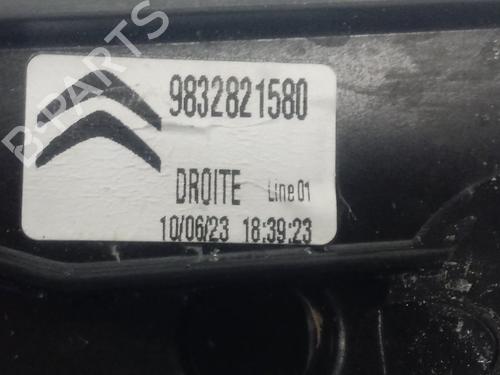 B-PARTS
9832821580
DROITE Line 01
10/06/23 18:39:23